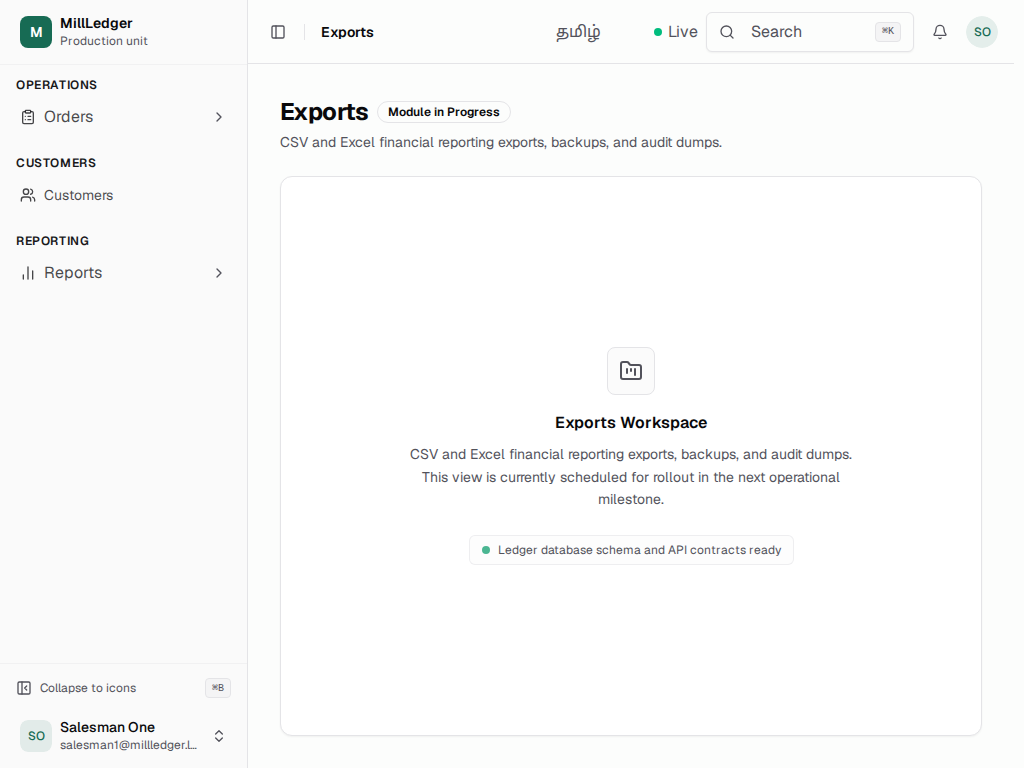 M
MillLedger
Production unit
OPERATIONS
Orders
CUSTOMERS
Customers
REPORTING
Reports
Collapse to icons ⌘B
SO
Salesman One
salesman1@millledger.l...
Exports
தமிழ்
Live
Search ⌘K
SO
Exports
Module in Progress
CSV and Excel financial reporting exports, backups, and audit dumps.
Exports Workspace
CSV and Excel financial reporting exports, backups, and audit dumps.
This view is currently scheduled for rollout in the next operational
milestone.
Ledger database schema and API contracts ready